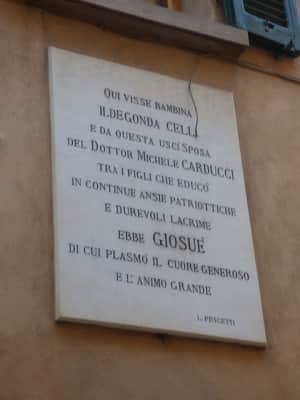 QUI VISSE BAMBINA
ILDEGONDA CELLI
E DA QUESTA USCÌ SPOSA
DEL DOTTOR MICHELE CARDUCCI
TRA I FIGLI CHE EDUCÒ
IN CONTINUE ANSIE PATRIOTTICHE
E DUREVOLI LACRIME
EBBE GIOSUÈ
DI CUI PLASMÒ IL CUORE GENEROSO
E L'ANIMO GRANDE
L. PESCETTI